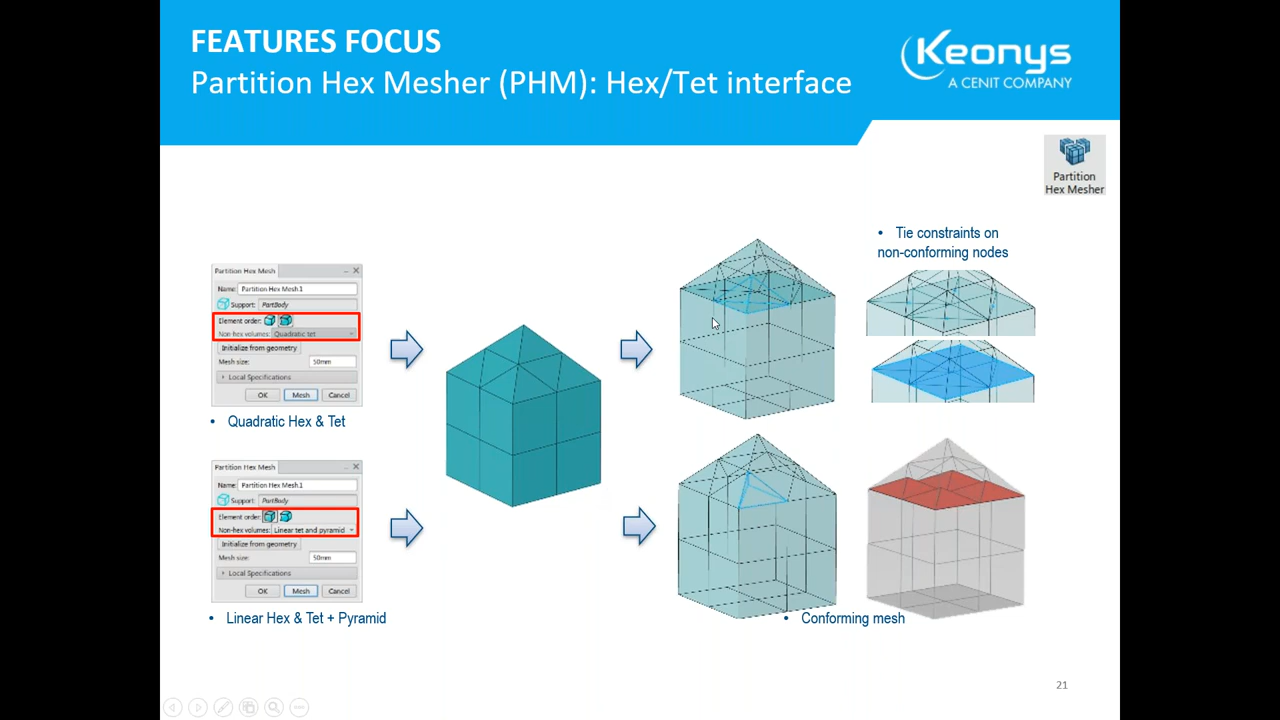 FEATURES FOCUS
Partition Hex Mesher (PHM): Hex/Tet interface
Keonys
A CENIT COMPANY
Partition
Hex Mesher
• Tie constraints on
non-conforming nodes
Partition Hex Mesh
Name: Partition Hex Mesh.1
Support: PartBody
Element order:
Non-hex volumes: Quadratic tet
Initialize from geometry
Mesh size: 50mm
Local Specifications
OK Mesh Cancel
• Quadratic Hex & Tet
Partition Hex Mesh
Name: Partition Hex Mesh.1
Support: PartBody
Element order:
Non-hex volumes: Linear tet and pyramid
Initialize from geometry
Mesh size: 50mm
Local Specifications
OK Mesh Cancel
• Linear Hex & Tet + Pyramid
• Conforming mesh
21